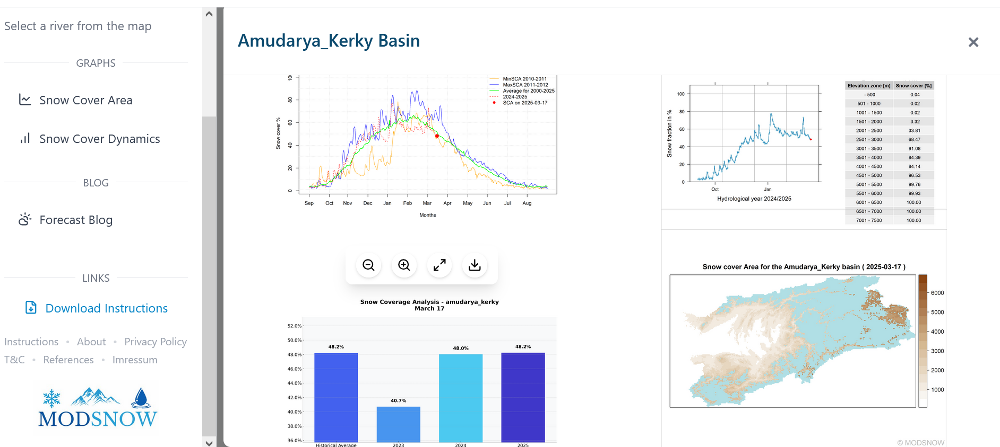 Select a river from the map
GRAPHS
Snow Cover Area
Snow Cover Dynamics
BLOG
Forecast Blog
LINKS
Download Instructions
Instructions • About • Privacy Policy
T&C • References • Imressum
MODSNOW
Amudarya_Kerky Basin
MinSCA 2010-2011
MaxSCA 2011-2012
Average for 2000-2025
2024-2025
SCA on 2025-03-17
Snow cover %
80
60
40
20
0
Sep Oct Nov Dec Jan Feb Mar Apr May Jun Jul Aug
Months
Snow Coverage Analysis - amudarya_kerky
March 17
52.0%
50.0%
48.0%
46.0%
44.0%
42.0%
40.0%
38.0%
36.0%
48.2%
40.7%
48.0%
48.2%
Historical Average 2023 2024 2025
Snow fraction in %
100
80
60
40
20
0
Oct Jan
Hydrological year 2024/2025
Elevation zone [m] Snow cover [%]
- 500 0.04
501 - 1000 0.02
1001 - 1500 0.02
1501 - 2000 3.32
2001 - 2500 33.81
2501 - 3000 68.47
3001 - 3500 91.08
3501 - 4000 84.39
4001 - 4500 84.14
4501 - 5000 96.53
5001 - 5500 99.76
5501 - 6000 99.93
6001 - 6500 100.00
6501 - 7000 100.00
7001 - 7500 100.00
Snow cover Area for the Amudarya_Kerky basin ( 2025-03-17 )
6000
5000
4000
3000
2000
1000
© MODSNOW